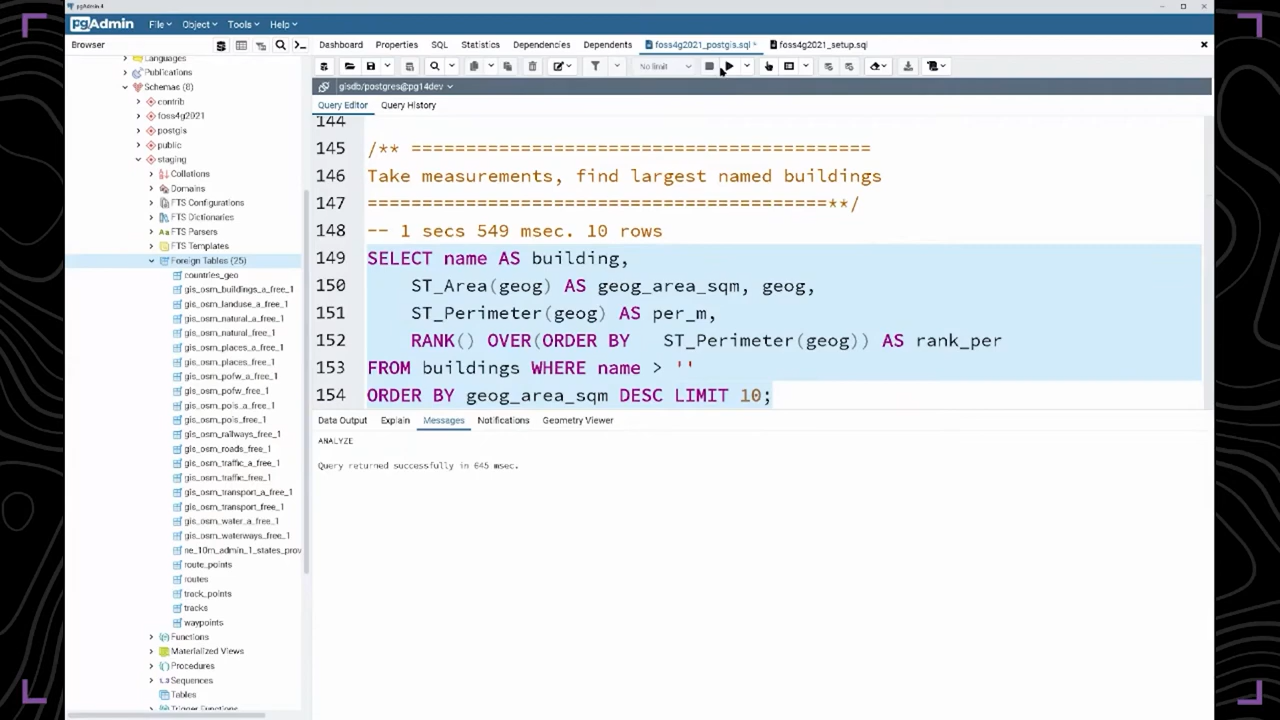 pgAdmin 4
pgAdmin File Object Tools Help
Browser
Dashboard Properties SQL Statistics Dependencies Dependents foss4g2021_postgis.sql * foss4g2021_setup.sql
No limit
gisdb/postgres@pg14dev
Query Editor Query History
Languages
Publications
Schemas (8)
contrib
foss4g2021
postgis
public
staging
Collations
Domains
FTS Configurations
FTS Dictionaries
FTS Parsers
FTS Templates
Foreign Tables (25)
countries_geo
gis_osm_buildings_a_free_1
gis_osm_landuse_a_free_1
gis_osm_natural_a_free_1
gis_osm_natural_free_1
gis_osm_places_a_free_1
gis_osm_places_free_1
gis_osm_pofw_a_free_1
gis_osm_pofw_free_1
gis_osm_pois_a_free_1
gis_osm_pois_free_1
gis_osm_railways_free_1
gis_osm_roads_free_1
gis_osm_traffic_a_free_1
gis_osm_traffic_free_1
gis_osm_transport_a_free_1
gis_osm_transport_free_1
gis_osm_water_a_free_1
gis_osm_waterways_free_1
ne_10m_admin_1_states_prov
route_points
routes
track_points
tracks
waypoints
Functions
Materialized Views
Procedures
Sequences
Tables
Trigger Functions
144
145 /** ==========================================
146 Take measurements, find largest named buildings
147 ==========================================**/
148 -- 1 secs 549 msec. 10 rows
149 SELECT name AS building,
150 ST_Area(geog) AS geog_area_sqm, geog,
151 ST_Perimeter(geog) AS per_m,
152 RANK() OVER(ORDER BY ST_Perimeter(geog)) AS rank_per
153 FROM buildings WHERE name > ''
154 ORDER BY geog_area_sqm DESC LIMIT 10;
Data Output Explain Messages Notifications Geometry Viewer
ANALYZE
Query returned successfully in 645 msec.